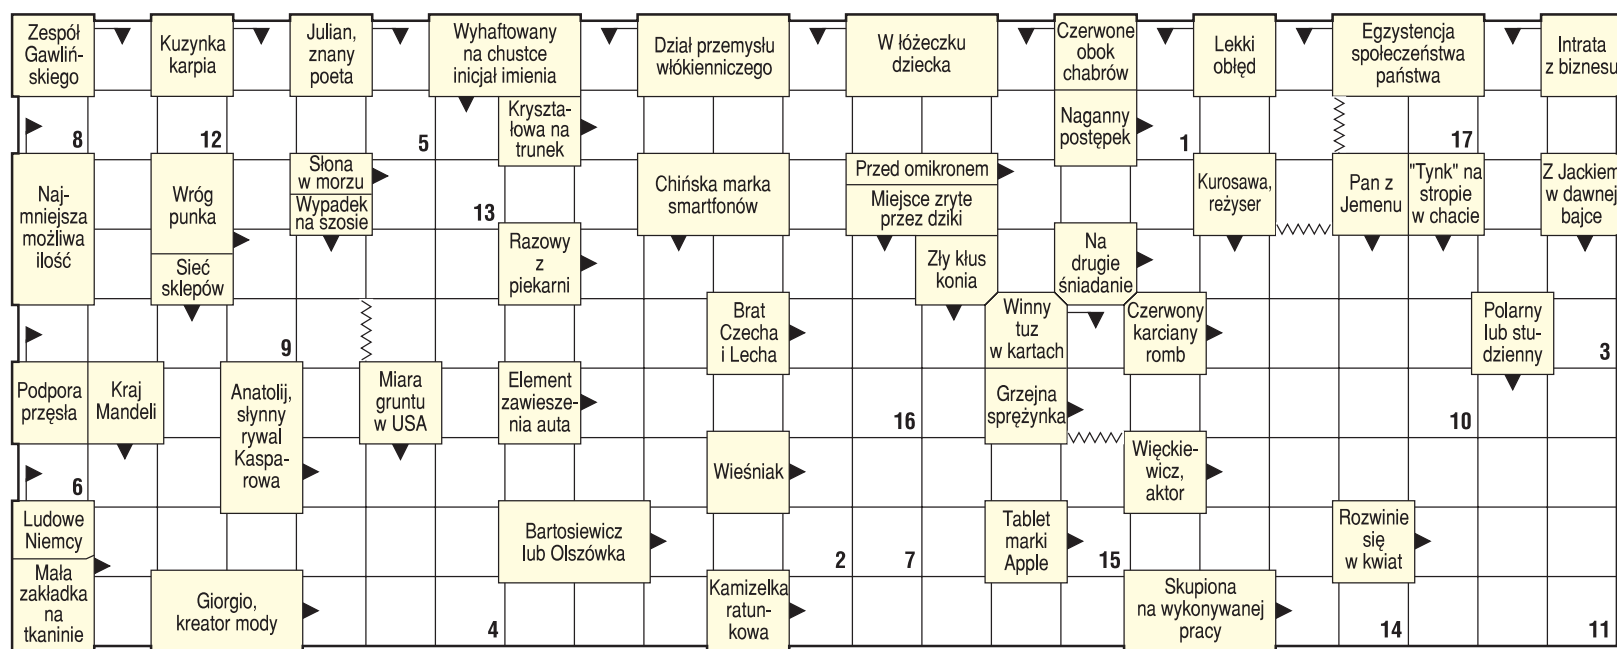 Zespół
Gawliń-
skiego
Kuzynka
karpia
Julian,
znany
poeta
Wyhaftowany
na chustce
inicjał imienia
Dział przemysłu
włókienniczego
W łóżeczku
dziecka
Czerwone
obok
chabrów
Lekki
obłęd
Egzystencja
społeczeństwa
państwa
Intrata
z biznesu
8
12
5
Kryszta-
łowa na
trunek
Naganny
postępek
1
17
Naj-
mniejsza
możliwa
ilość
Wróg
punka
Sieć
sklepów
Słona
w morzu
Wypadek
na szosie
13
Chińska marka
smartfonów
Przed omikronem
Miejsce zryte
przez dziki
Kurosawa,
reżyser
Pan z
Jemenu
"Tynk" na
stropie
w chacie
Z Jackiem
w dawnej
bajce
Razowy
z
piekarni
Zły kłus
konia
Na
drugie
śniadanie
9
Brat
Czecha
i Lecha
Winny
tuz
w kartach
Czerwony
karciany
romb
Polarny
lub stu-
dzienny
3
Podpora
przęsła
Kraj
Mandeli
Anatolij,
słynny
rywal
Kaspa-
rowa
Miara
gruntu
w USA
Element
zawiesze-
nia auta
16
Grzejna
sprężynka
10
6
Wieśniak
Więckie-
wicz,
aktor
Ludowe
Niemcy
Mała
zakładka
na
tkaninie
Bartosiewicz
lub Olszówka
2
7
Tablet
marki
Apple
15
Rozwinie
się
w kwiat
Giorgio,
kreator mody
4
Kamizelka
ratun-
kowa
Skupiona
na wykonywanej
pracy
14
11